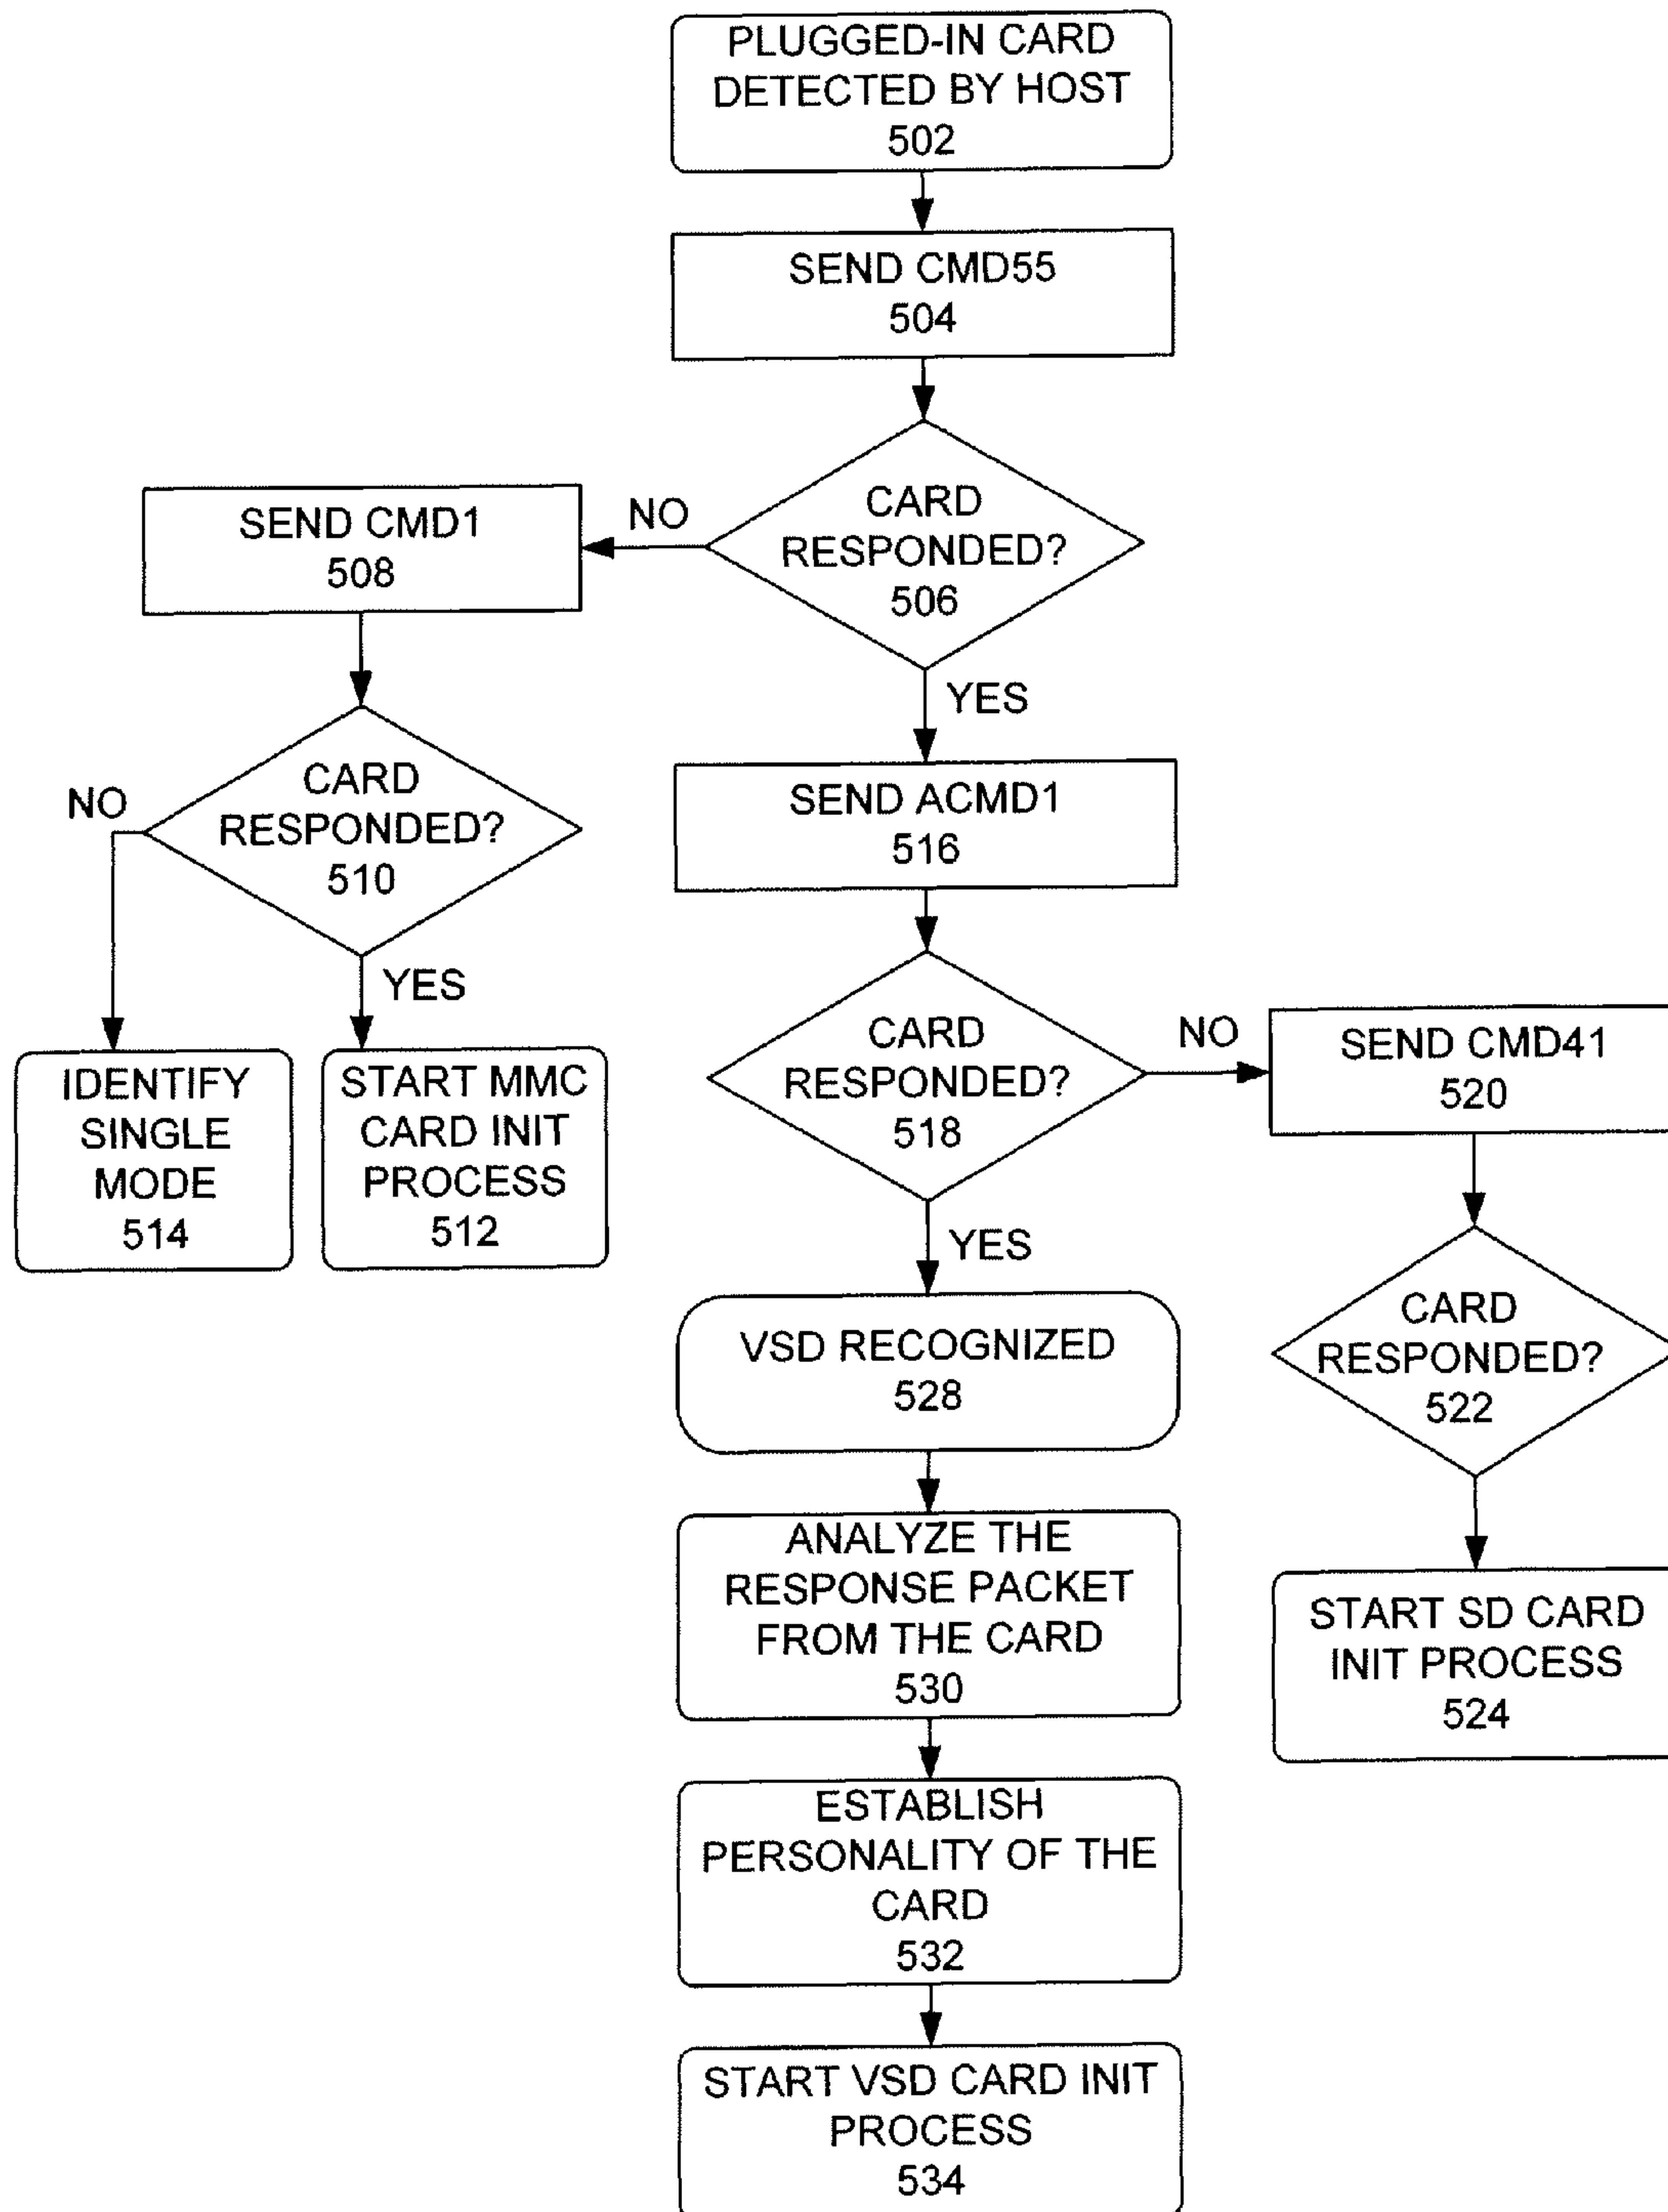 PLUGGED-IN CARD
DETECTED BY HOST
502
SEND CMD55
504
CARD
RESPONDED?
506
NO
SEND CMD1
508
YES
CARD
RESPONDED?
510
NO
YES
IDENTIFY
SINGLE
MODE
514
START MMC
CARD INIT
PROCESS
512
SEND ACMD1
516
CARD
RESPONDED?
518
NO
SEND CMD41
520
YES
CARD
RESPONDED?
522
START SD CARD
INIT PROCESS
524
VSD RECOGNIZED
528
ANALYZE THE
RESPONSE PACKET
FROM THE CARD
530
ESTABLISH
PERSONALITY OF THE
CARD
532
START VSD CARD INIT
PROCESS
534